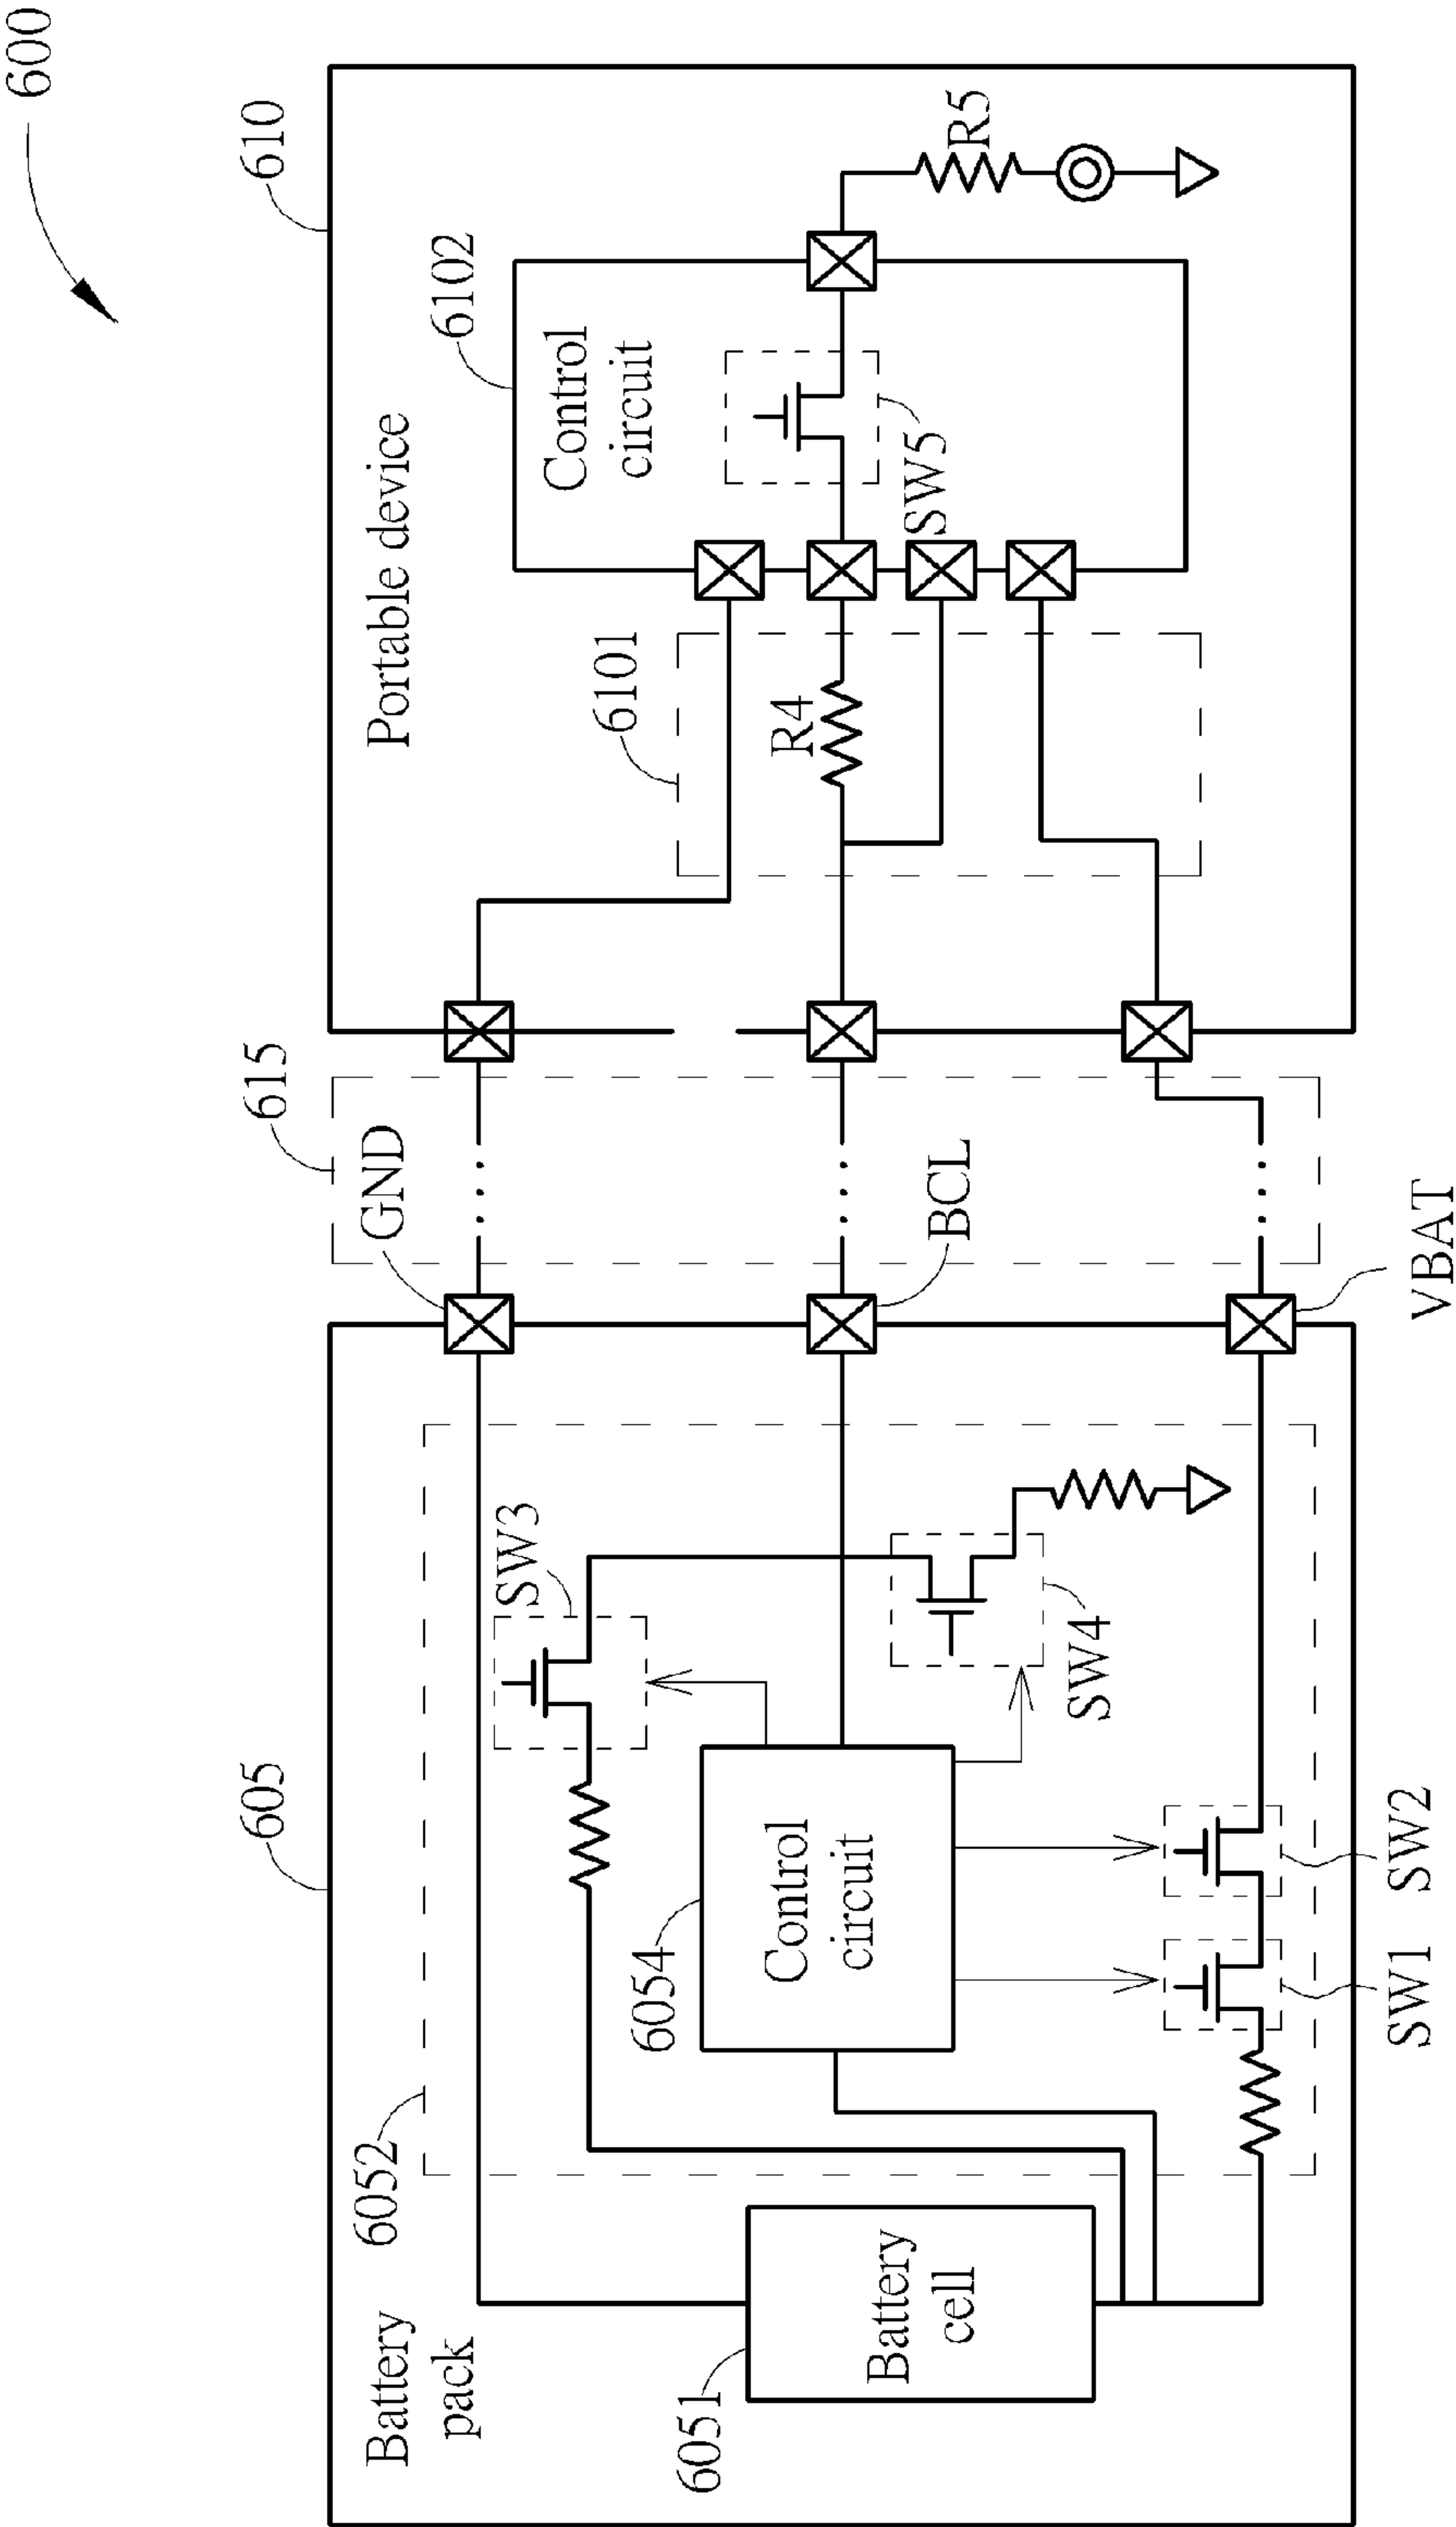 600
605
Battery
pack
6052
6051
Battery
cell
6054
Control
circuit
SW3
SW4
SW1
SW2
615
GND
BCL
VBAT
610
Portable device
6101
R4
6102
Control
circuit
SW5
R5